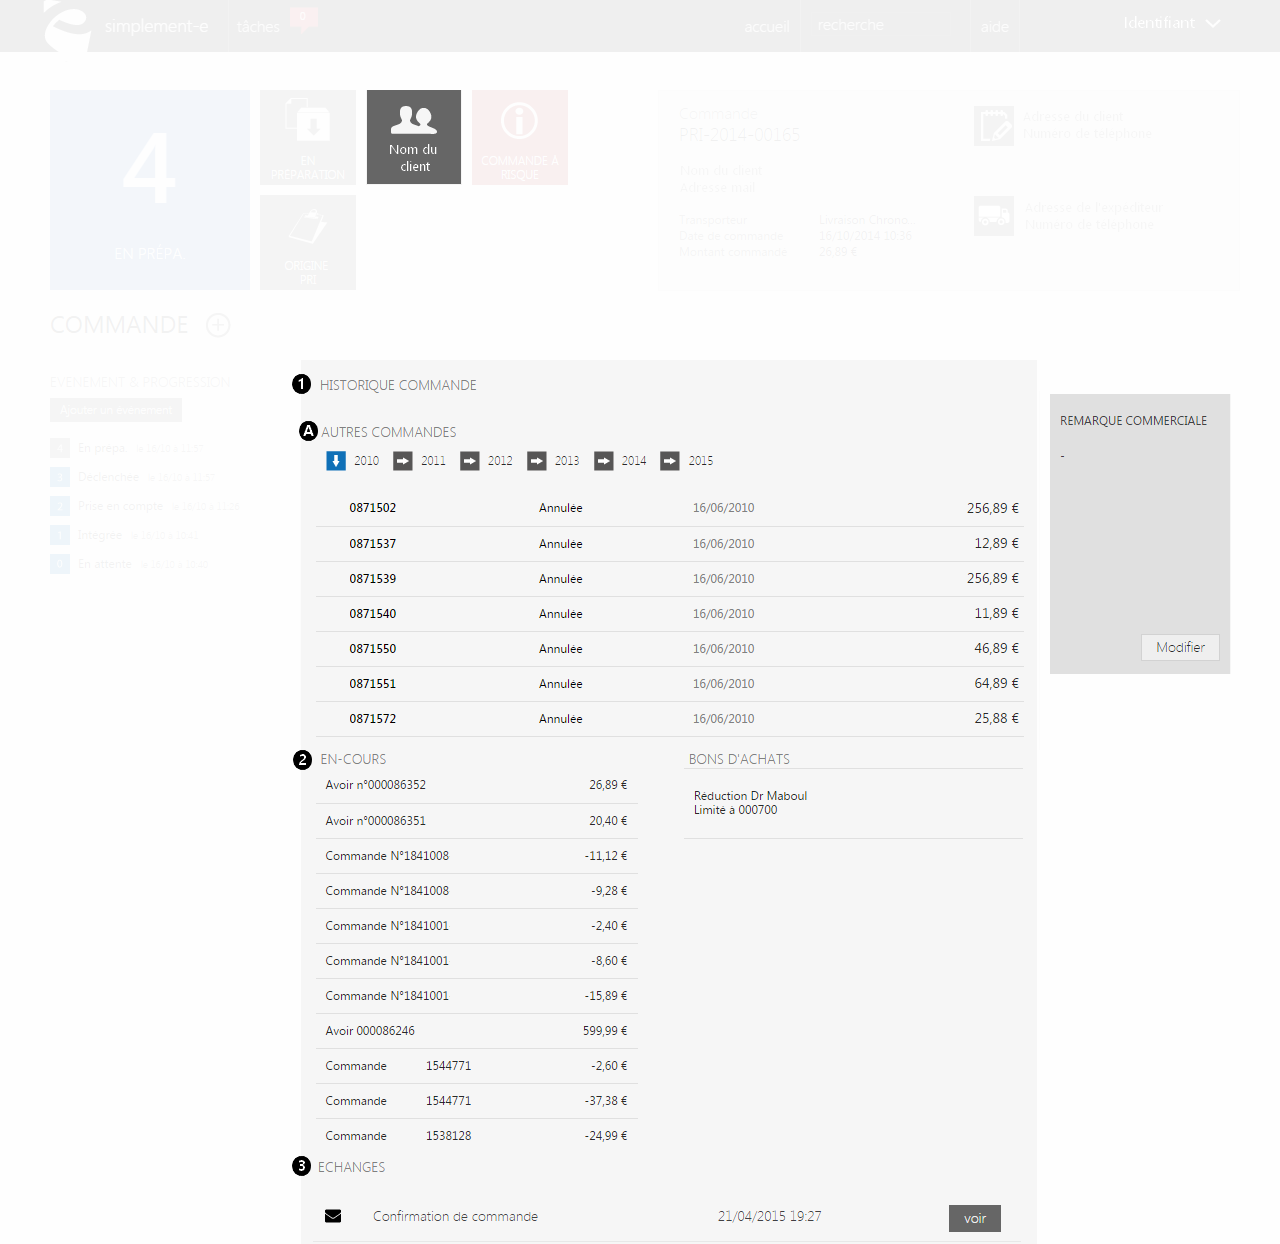 simplement-e
tâches
accueil
recherche
aide
Identifiant
4
EN PREPA
EN
PREPARATION
Nom du
client
COMMANDE A
RISQUE
ORIGINE
PRI
Commande
PRI-2014-00165
Nom du client
Adresse mail
Transporteur
Livraison Chrono
Date de commande
16/10/2014 10:36
Montant commande
26,89 €
Adresse du client
Numéro de téléphone
Adresse de l'expéditeur
Numéro de téléphone
COMMANDE
EVENEMENT & PROGRESSION
Ajouter un evenement
En prépa.
3 Déclenchée
2 Prise en compte
1 Intégrée
0 En attente
1 HISTORIQUE COMMANDE
A AUTRES COMMANDES
2010 2011 2012 2013 2014 2015
0871502 Annulée 16/06/2010 256,89 €
0871537 Annulée 16/06/2010 12,89 €
0871539 Annulée 16/06/2010 256,89 €
0871540 Annulée 16/06/2010 11,89 €
0871550 Annulée 16/06/2010 46,89 €
0871551 Annulée 16/06/2010 64,89 €
0871572 Annulée 16/06/2010 25,88 €
2 EN-COURS
Avoir n°000086352 26,89 €
Avoir n°000086351 20,40 €
Commande N°1841008 -11,12 €
Commande N°1841008 -9,28 €
Commande N°1841001 -2,40 €
Commande N°1841001 -8,60 €
Commande N°1841001 -15,89 €
Avoir 000086246 599,99 €
Commande 1544771 -2,60 €
Commande 1544771 -37,38 €
Commande 1538128 -24,99 €
BONS D'ACHATS
Réduction Dr Maboul
Limité à 000700
3 ECHANGES
Confirmation de commande 21/04/2015 19:27 voir
REMARQUE COMMERCIALE
-
Modifier